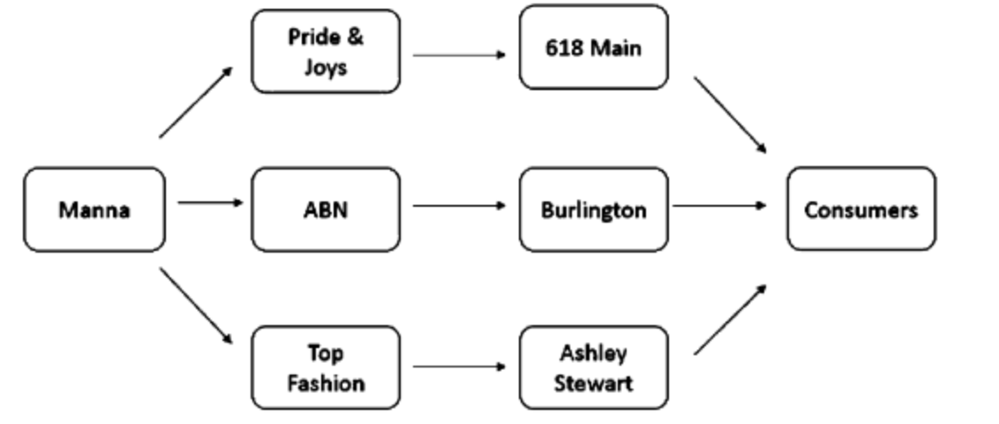 Pride &
Joys
618 Main
Manna
ABN
Burlington
Consumers
Top
Fashion
Ashley
Stewart